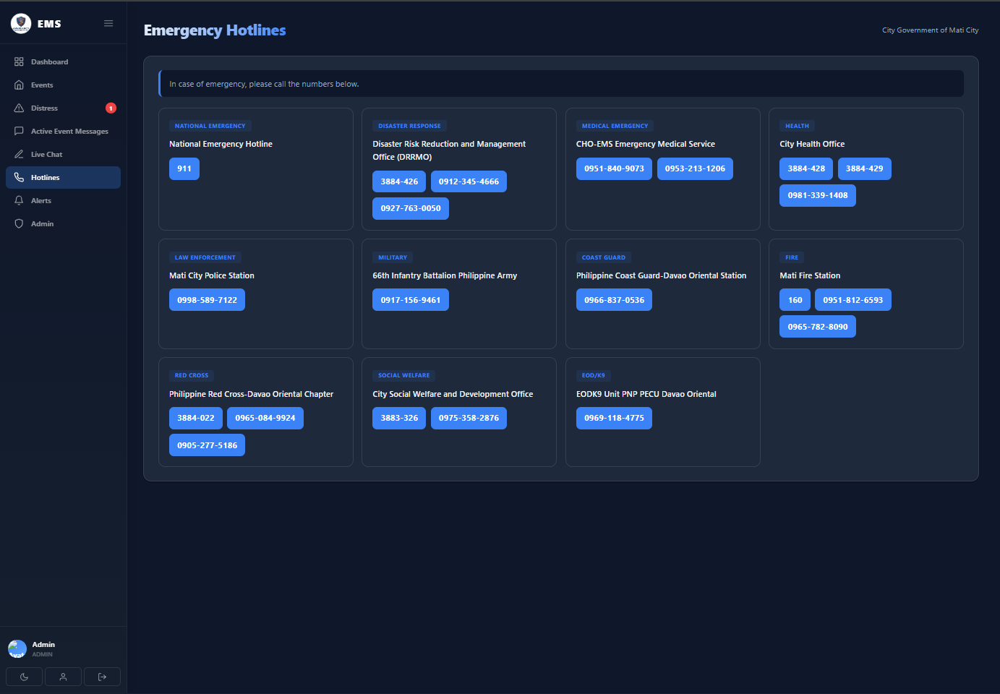 EMS
Dashboard
Events
Distress 1
Active Event Messages
Live Chat
Hotlines
Alerts
Admin
Admin
ADMIN
Emergency Hotlines
City Government of Mati City
In case of emergency, please call the numbers below.
NATIONAL EMERGENCY
National Emergency Hotline
911
DISASTER RESPONSE
Disaster Risk Reduction and Management
Office (DRRMO)
3884-426 0912-345-4666
0927-763-0050
MEDICAL EMERGENCY
CHO-EMS Emergency Medical Service
0951-840-9073 0953-213-1206
HEALTH
City Health Office
3884-428 3884-429
0981-339-1408
LAW ENFORCEMENT
Mati City Police Station
0998-589-7122
MILITARY
66th Infantry Battalion Philippine Army
0917-156-9461
COAST GUARD
Philippine Coast Guard-Davao Oriental Station
0966-837-0536
FIRE
Mati Fire Station
160 0951-812-6593
0965-782-8090
RED CROSS
Philippine Red Cross-Davao Oriental Chapter
3884-022 0965-084-9924
0905-277-5186
SOCIAL WELFARE
City Social Welfare and Development Office
3883-326 0975-358-2876
EOD/K9
EODK9 Unit PNP PECU Davao Oriental
0969-118-4775